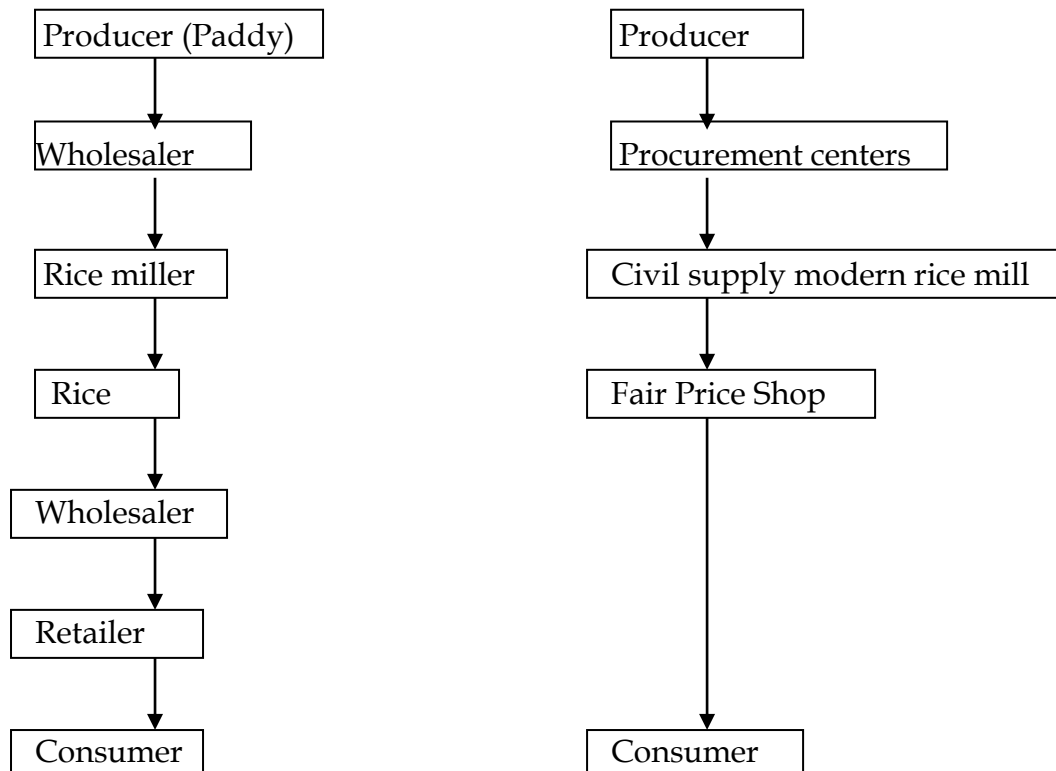 Producer (Paddy)
Wholesaler
Rice miller
Rice
Wholesaler
Retailer
Consumer
Producer
Procurement centers
Civil supply modern rice mill
Fair Price Shop
Consumer